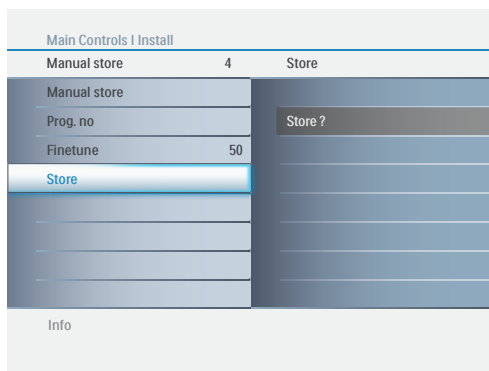 Main Controls I Install
Manual store 4 Store
Manual store
Prog. no Store ?
Finetune 50
Store
Info